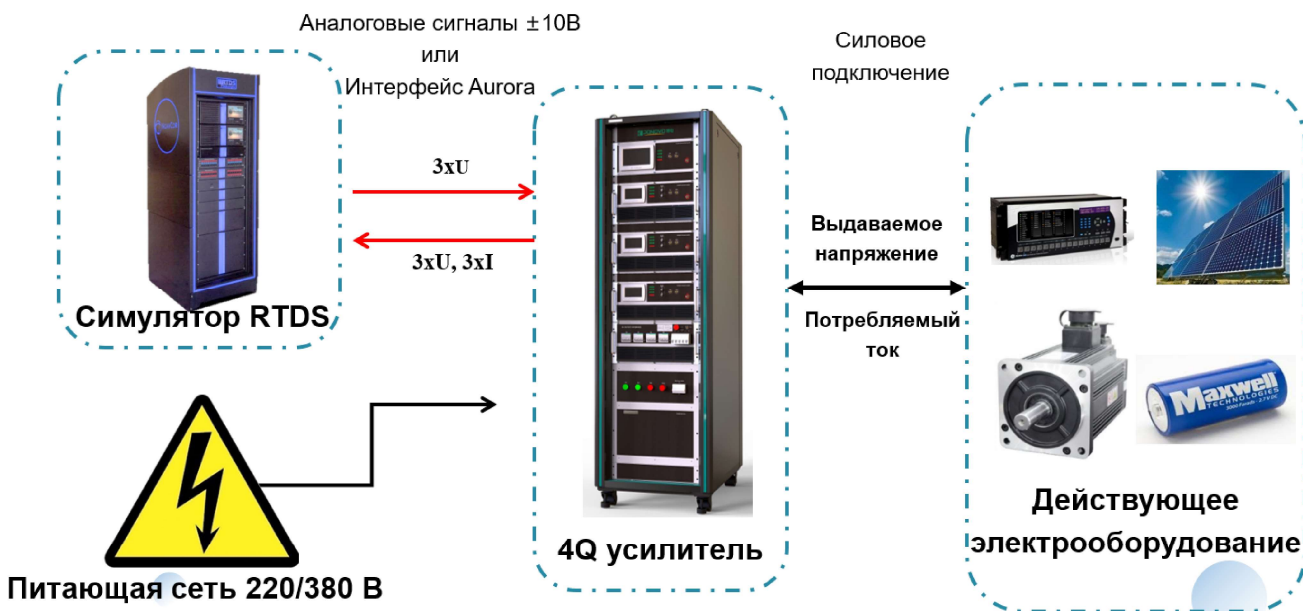 Аналоговые сигналы ±10В
или
Интерфейс Aurora
Силовое
подключение
3xU
3xU, 3xI
Симулятор RTDS
Выдаваемое
напряжение
Потребляемый
ток
Maxwell
TECHNOLOGIES
4Q усилитель
Действующее
электрооборудование
Питающая сеть 220/380 В